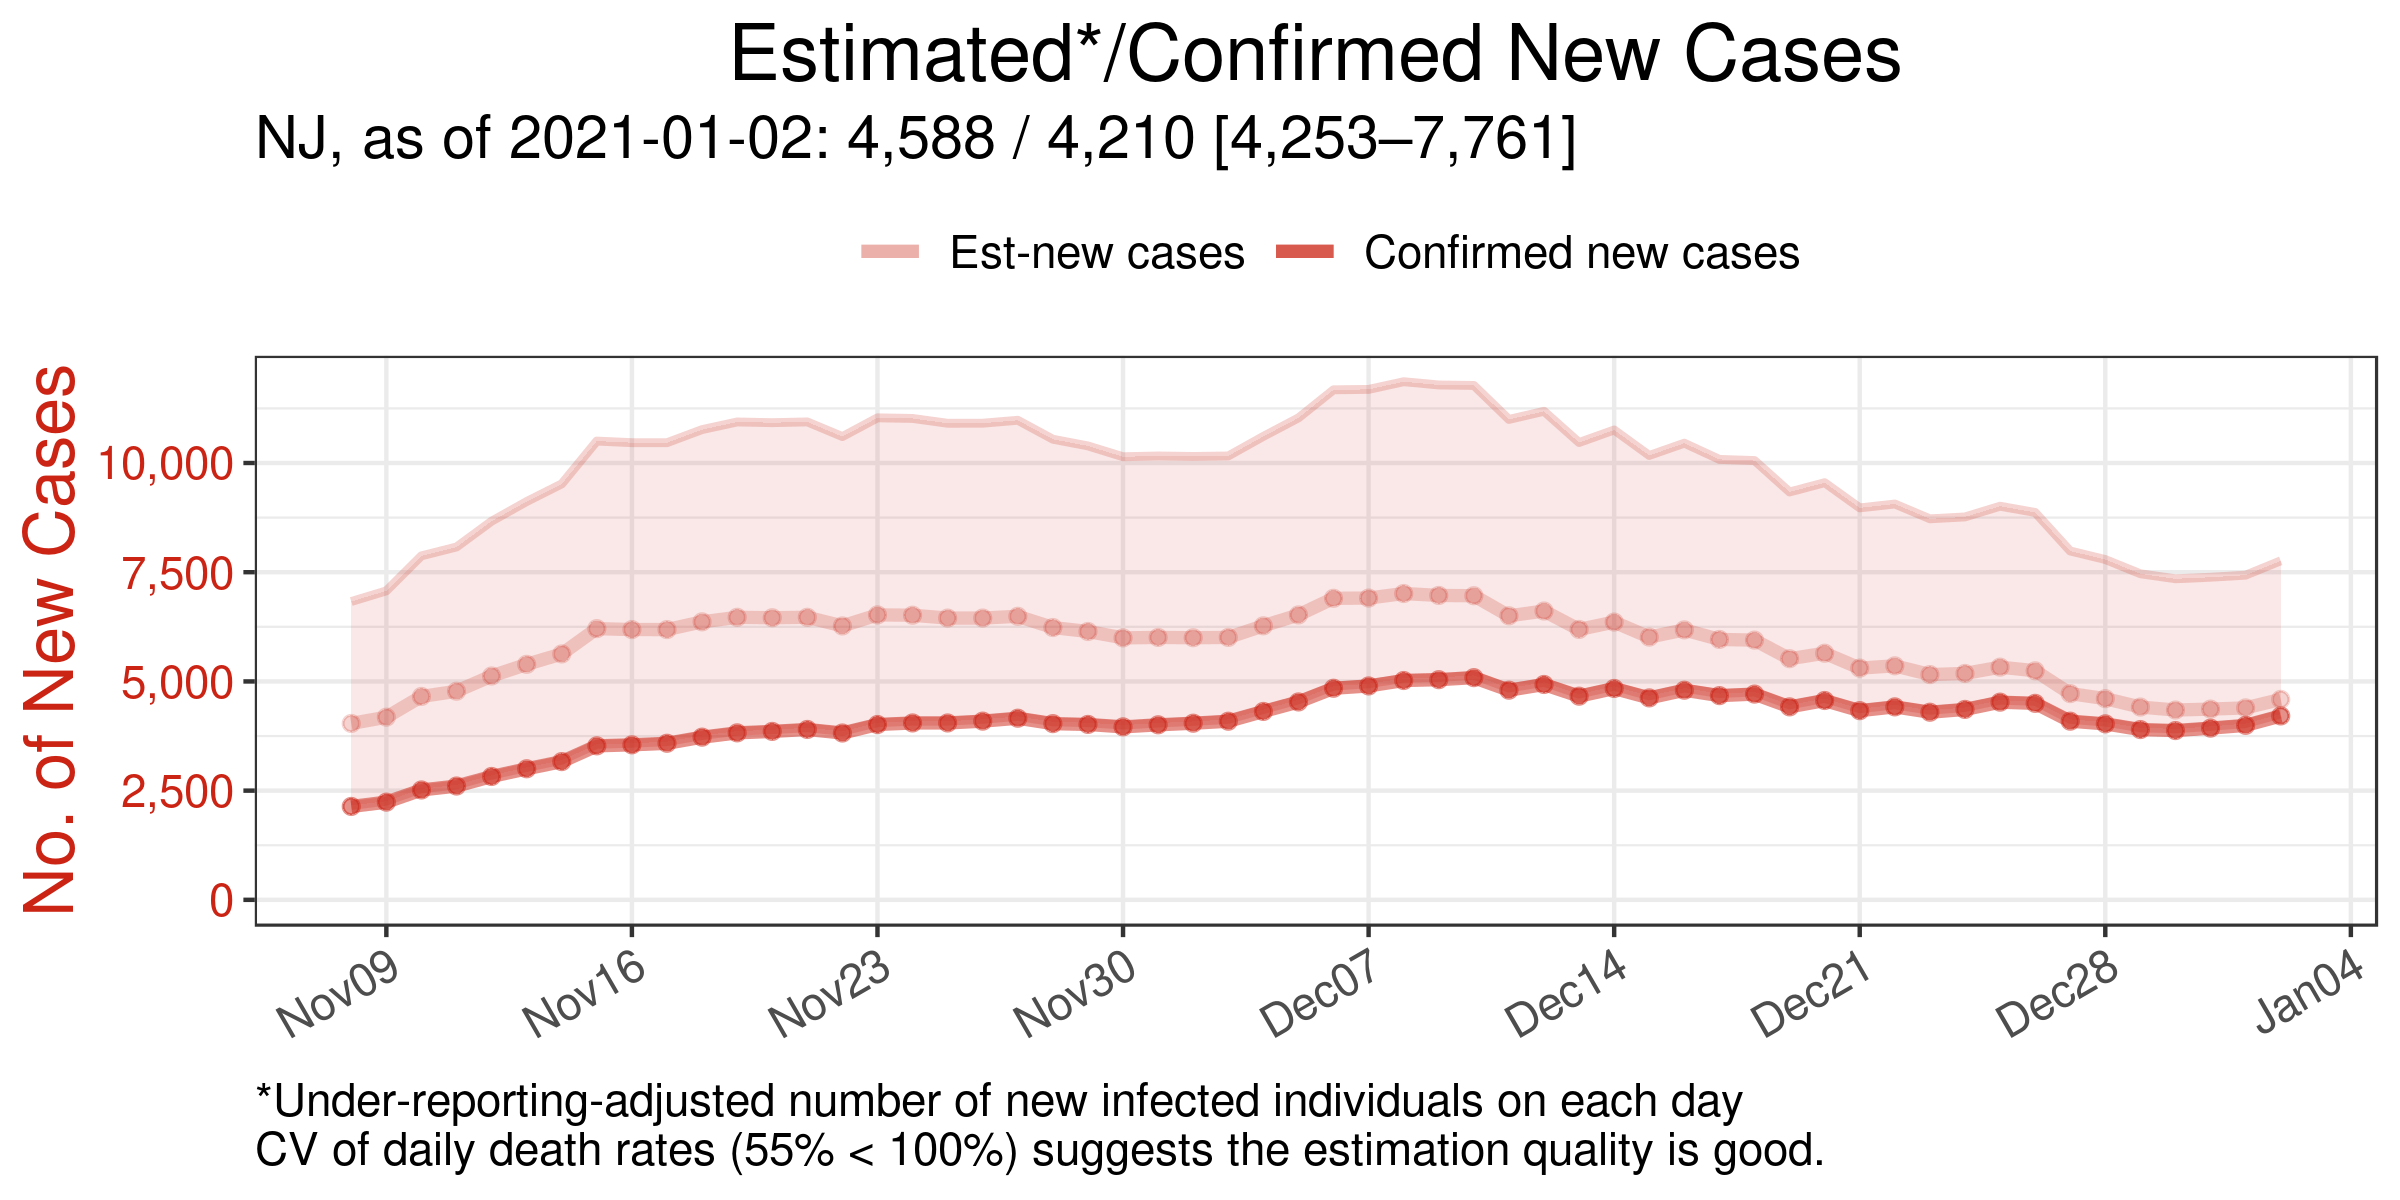 Estimated*/Confirmed New Cases
NJ, as of 2021-01-02: 4,588 / 4,210 [4,253–7,761]
Est-new cases
Confirmed new cases
No. of New Cases
10,000
7,500
5,000
2,500
0
Nov09
Nov16
Nov23
Nov30
Dec07
Dec14
Dec21
Dec28
Jan04
*Under-reporting-adjusted number of new infected individuals on each day
CV of daily death rates (55% < 100%) suggests the estimation quality is good.